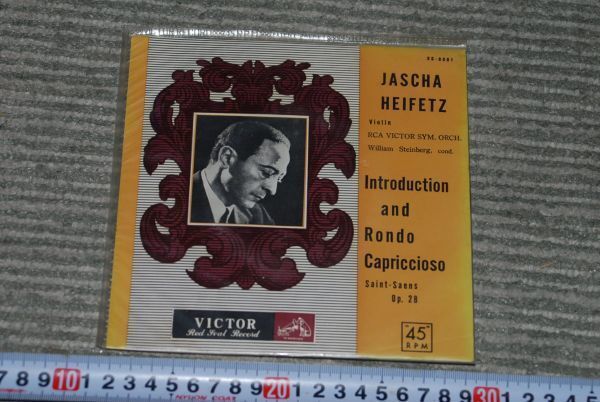 JASCHA
HEIFETZ
Violin
RCA VICTOR SYM. ORCH.
William Steinberg, cond.
Introduction
and
Rondo
Capriccioso
Saint-Saens
Op. 28
VICTOR
Red Seal Record
45
RPM
7 8 9 10 1 2 3 4 5 6 7 8 9 20 1 2 3 4 5 6 7 8 9 30 1 2 3 4
NYLON COAT